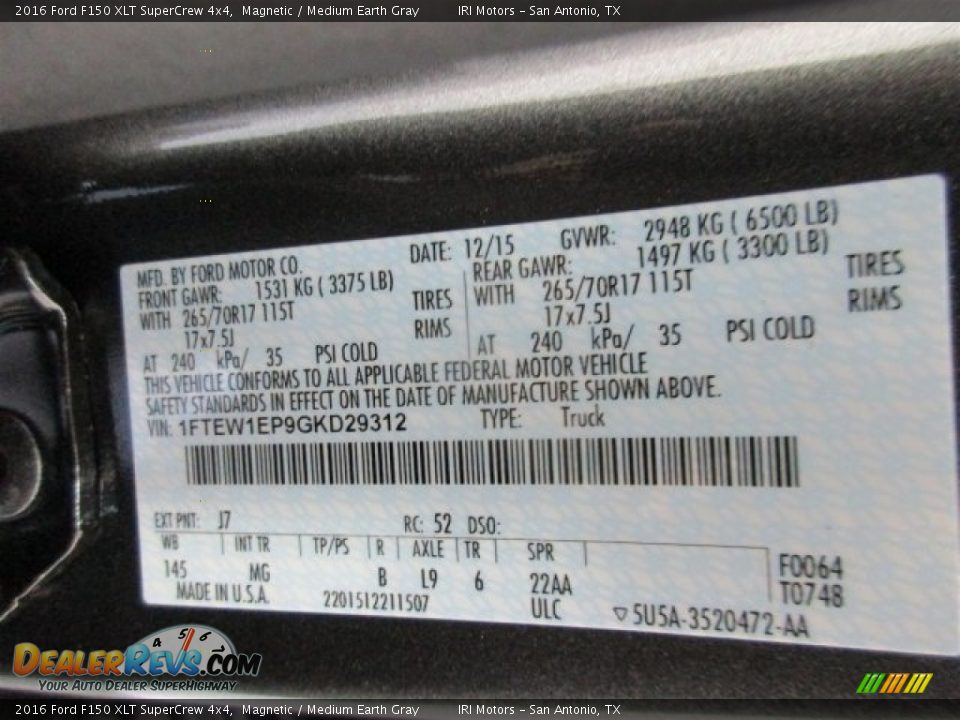 2016 Ford F150 XLT SuperCrew 4x4, Magnetic / Medium Earth Gray IRI Motors - San Antonio, TX
MFD. BY FORD MOTOR CO. DATE: 12/15 GVWR: 2948 KG ( 6500 LB)
FRONT GAWR: 1531 KG ( 3375 LB) REAR GAWR: 1497 KG ( 3300 LB)
WITH 265/70R17 115T TIRES WITH 265/70R17 115T TIRES
17x7.5J RIMS 17x7.5J RIMS
AT 240 kPa/ 35 PSI COLD AT 240 kPa/ 35 PSI COLD
THIS VEHICLE CONFORMS TO ALL APPLICABLE FEDERAL MOTOR VEHICLE
SAFETY STANDARDS IN EFFECT ON THE DATE OF MANUFACTURE SHOWN ABOVE.
VIN: 1FTEW1EP9GKD29312 TYPE: Truck
EXT PNT: J7 RC: 52 DSO:
WB INT TR TP/PS R AXLE TR SPR F0064
145 MG B L9 6 22AA T0748
MADE IN U.S.A. 2201512211507 ULC ▽5U5A-3520472-AA
4 5 6
DealerRevs.com
Your Auto Dealer SuperHighway
2016 Ford F150 XLT SuperCrew 4x4, Magnetic / Medium Earth Gray IRI Motors - San Antonio, TX